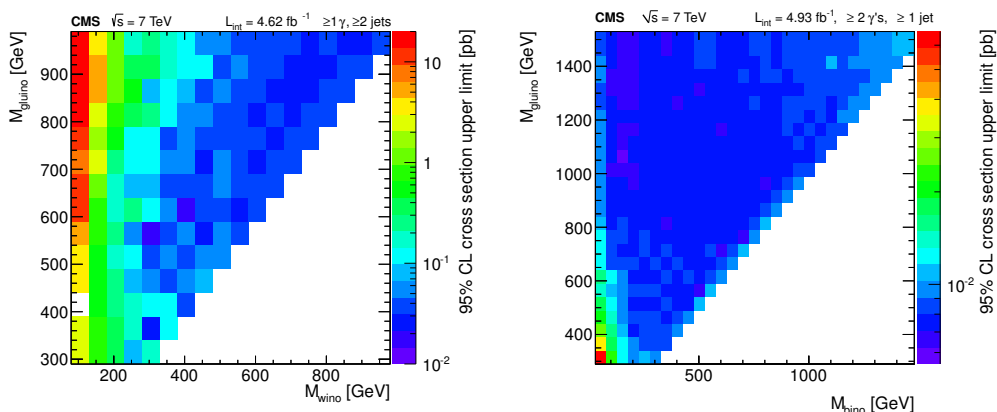 CMS √s = 7 TeV L_int = 4.62 fb⁻¹ ≥1γ,≥2 jets
M_gluino [GeV]
900
800
700
600
500
400
300
200 400 600 800
M_wino [GeV]
10
1
10⁻¹
10⁻²
95% CL cross section upper limit [pb]
CMS √s = 7 TeV L_int = 4.93 fb⁻¹, ≥ 2 γ's, ≥ 1 jet
M_gluino [GeV]
1400
1200
1000
800
600
400
500 1000
M_bino [GeV]
10⁻²
95% CL cross section upper limit [pb]